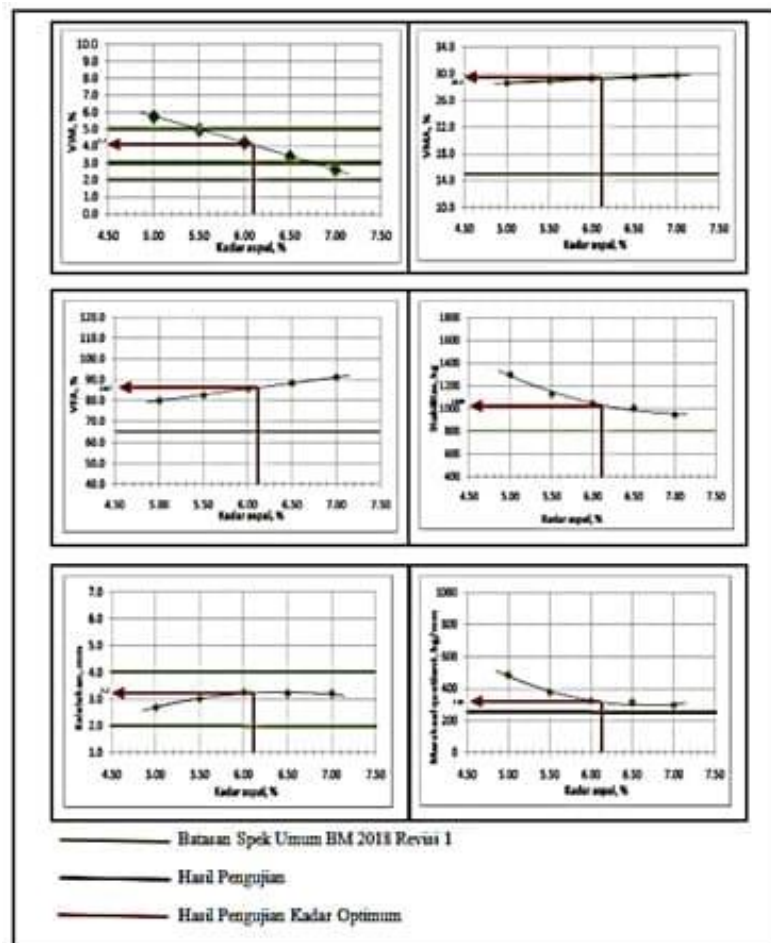 10.0
9.0
8.0
7.0
6.0
5.0
4.0
3.0
2.0
1.0
0.0
VIM, %
4.50 5.00 5.50 6.00 6.50 7.00 7.50
Kadar aspal, %
34.0
30.0
26.0
22.0
18.0
14.0
10.0
VMA, %
4.50 5.00 5.50 6.00 6.50 7.00 7.50
Kadar aspal, %
120.0
110.0
100.0
90.0
80.0
70.0
60.0
50.0
40.0
VFA, %
4.50 5.00 5.50 6.00 6.50 7.00 7.50
Kadar aspal, %
1800
1600
1400
1200
1000
800
600
400
Stabilitas, kg
4.50 5.00 5.50 6.00 6.50 7.00 7.50
Kadar aspal, %
7.0
6.0
5.0
4.0
3.0
2.0
1.0
Kelelehan, mm
4.50 5.00 5.50 6.00 6.50 7.00 7.50
Kadar aspal, %
1000
800
600
400
200
0
Marshall quotient, kg/mm
4.50 5.00 5.50 6.00 6.50 7.00 7.50
Kadar aspal, %
Batasan Spek Umum BM 2018 Revisi 1
Hasil Pengujian
Hasil Pengujian Kadar Optimum